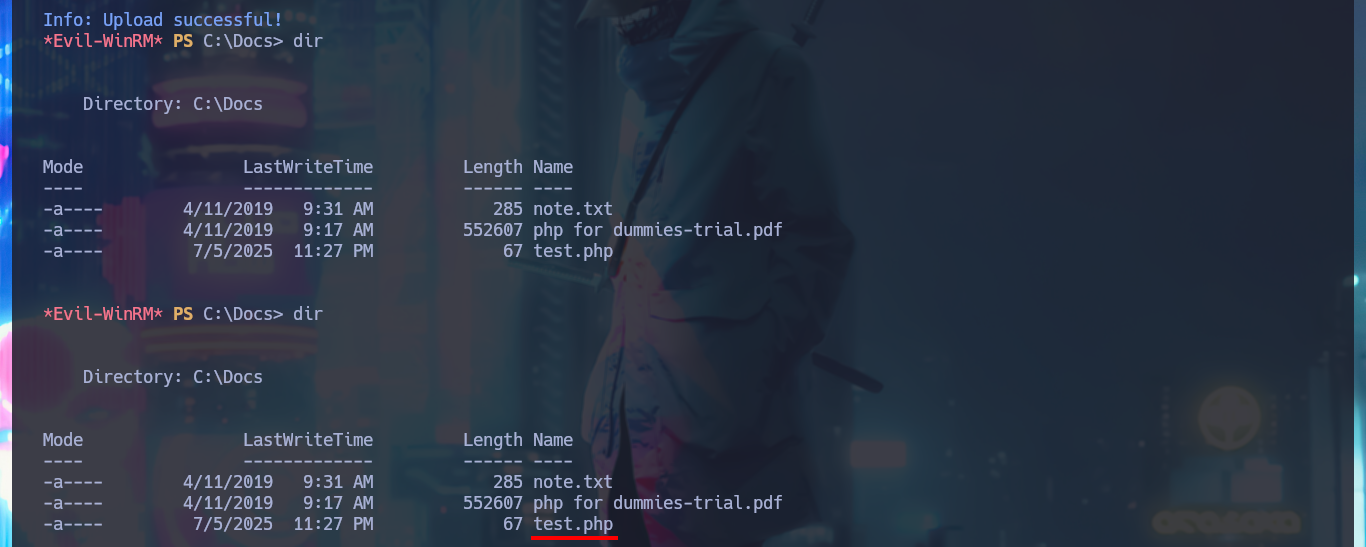 Info: Upload successful!
*Evil-WinRM* PS C:\Docs> dir
Directory: C:\Docs
Mode LastWriteTime Length Name
---- ------------- ------ ----
-a---- 4/11/2019 9:31 AM 285 note.txt
-a---- 4/11/2019 9:17 AM 552607 php for dummies-trial.pdf
-a---- 7/5/2025 11:27 PM 67 test.php
*Evil-WinRM* PS C:\Docs> dir
Directory: C:\Docs
Mode LastWriteTime Length Name
---- ------------- ------ ----
-a---- 4/11/2019 9:31 AM 285 note.txt
-a---- 4/11/2019 9:17 AM 552607 php for dummies-trial.pdf
-a---- 7/5/2025 11:27 PM 67 test.php